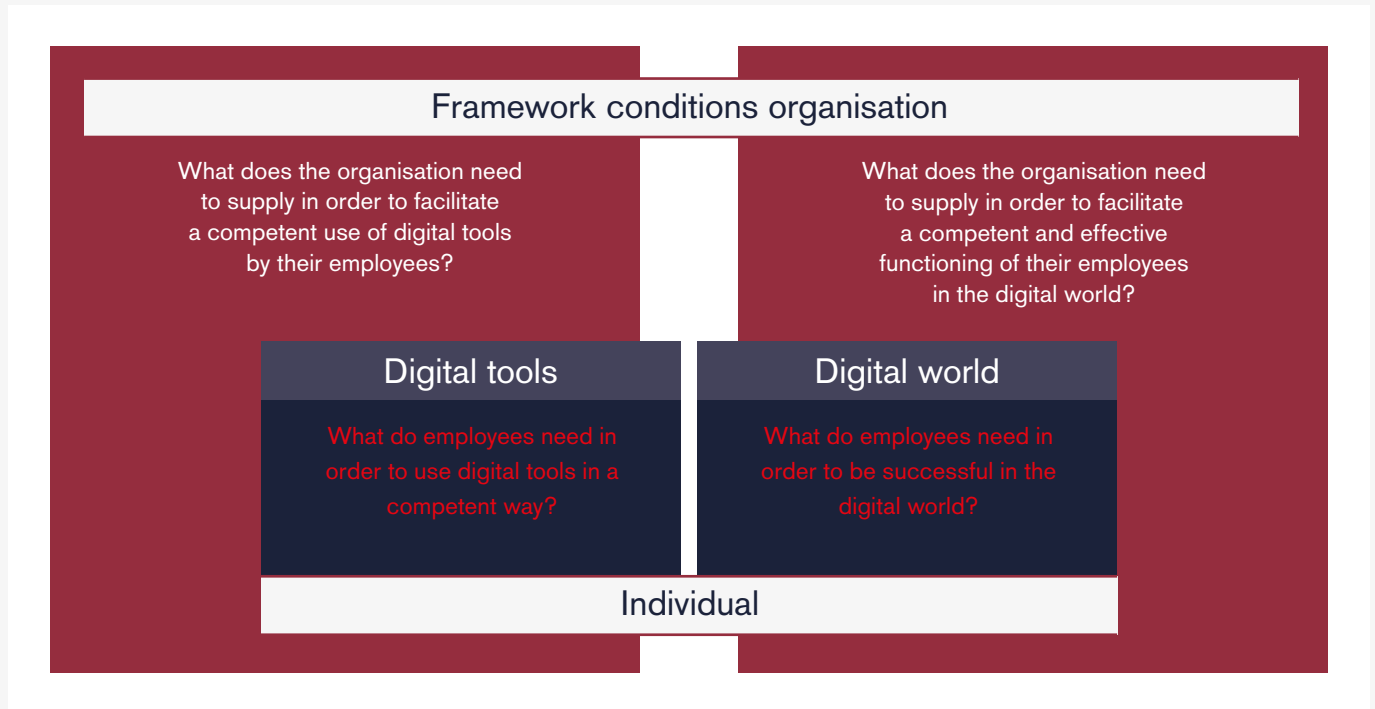 Framework conditions organisation
What does the organisation need
to supply in order to facilitate
a competent use of digital tools
by their employees?
What does the organisation need
to supply in order to facilitate
a competent and effective
functioning of their employees
in the digital world?
Digital tools
What do employees need in
order to use digital tools in a
competent way?
Digital world
What do employees need in
order to be successful in the
digital world?
Individual